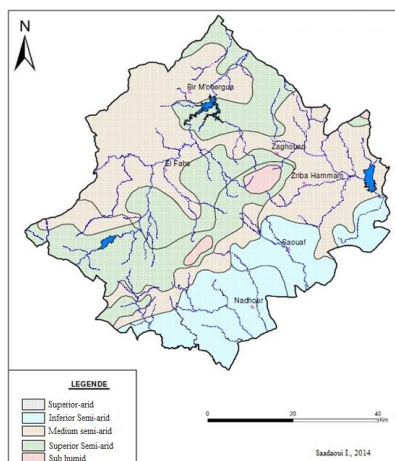 N
Bir M'chergua
Zaghouan
El Fahs
Zriba Hammam
Saouaf
Nadhour
LEGENDE
Superior-arid
Inferior Semi-arid
Medium semi-arid
Superior Semi-arid
Sub humid
0 20 40
Km
Saadaoui I., 2014